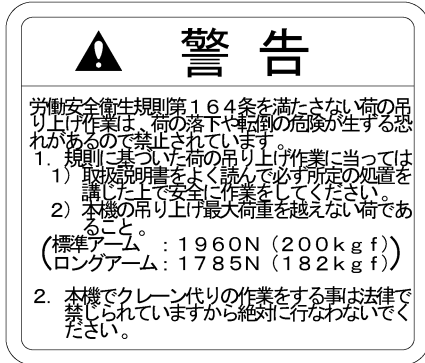 警告
労働安全衛生規則第164条を満たさない荷の吊
り上げ作業は、荷の落下や転倒の危険が生ずる恐
れがあるので禁止されています。
1. 規則に基づいた荷の吊り上げ作業に当っては
1) 取扱説明書をよく読んで必ず所定の処置を
講じた上で安全に作業をしてください。
2) 本機の吊り上げ最大荷重を越えない荷であ
ること。
(標準アーム :1960N(200kgf)
ロングアーム:1785N(182kgf))
2. 本機でクレーン代りの作業をする事は法律で
禁じられていますから絶対に行なわないでく
ださい。